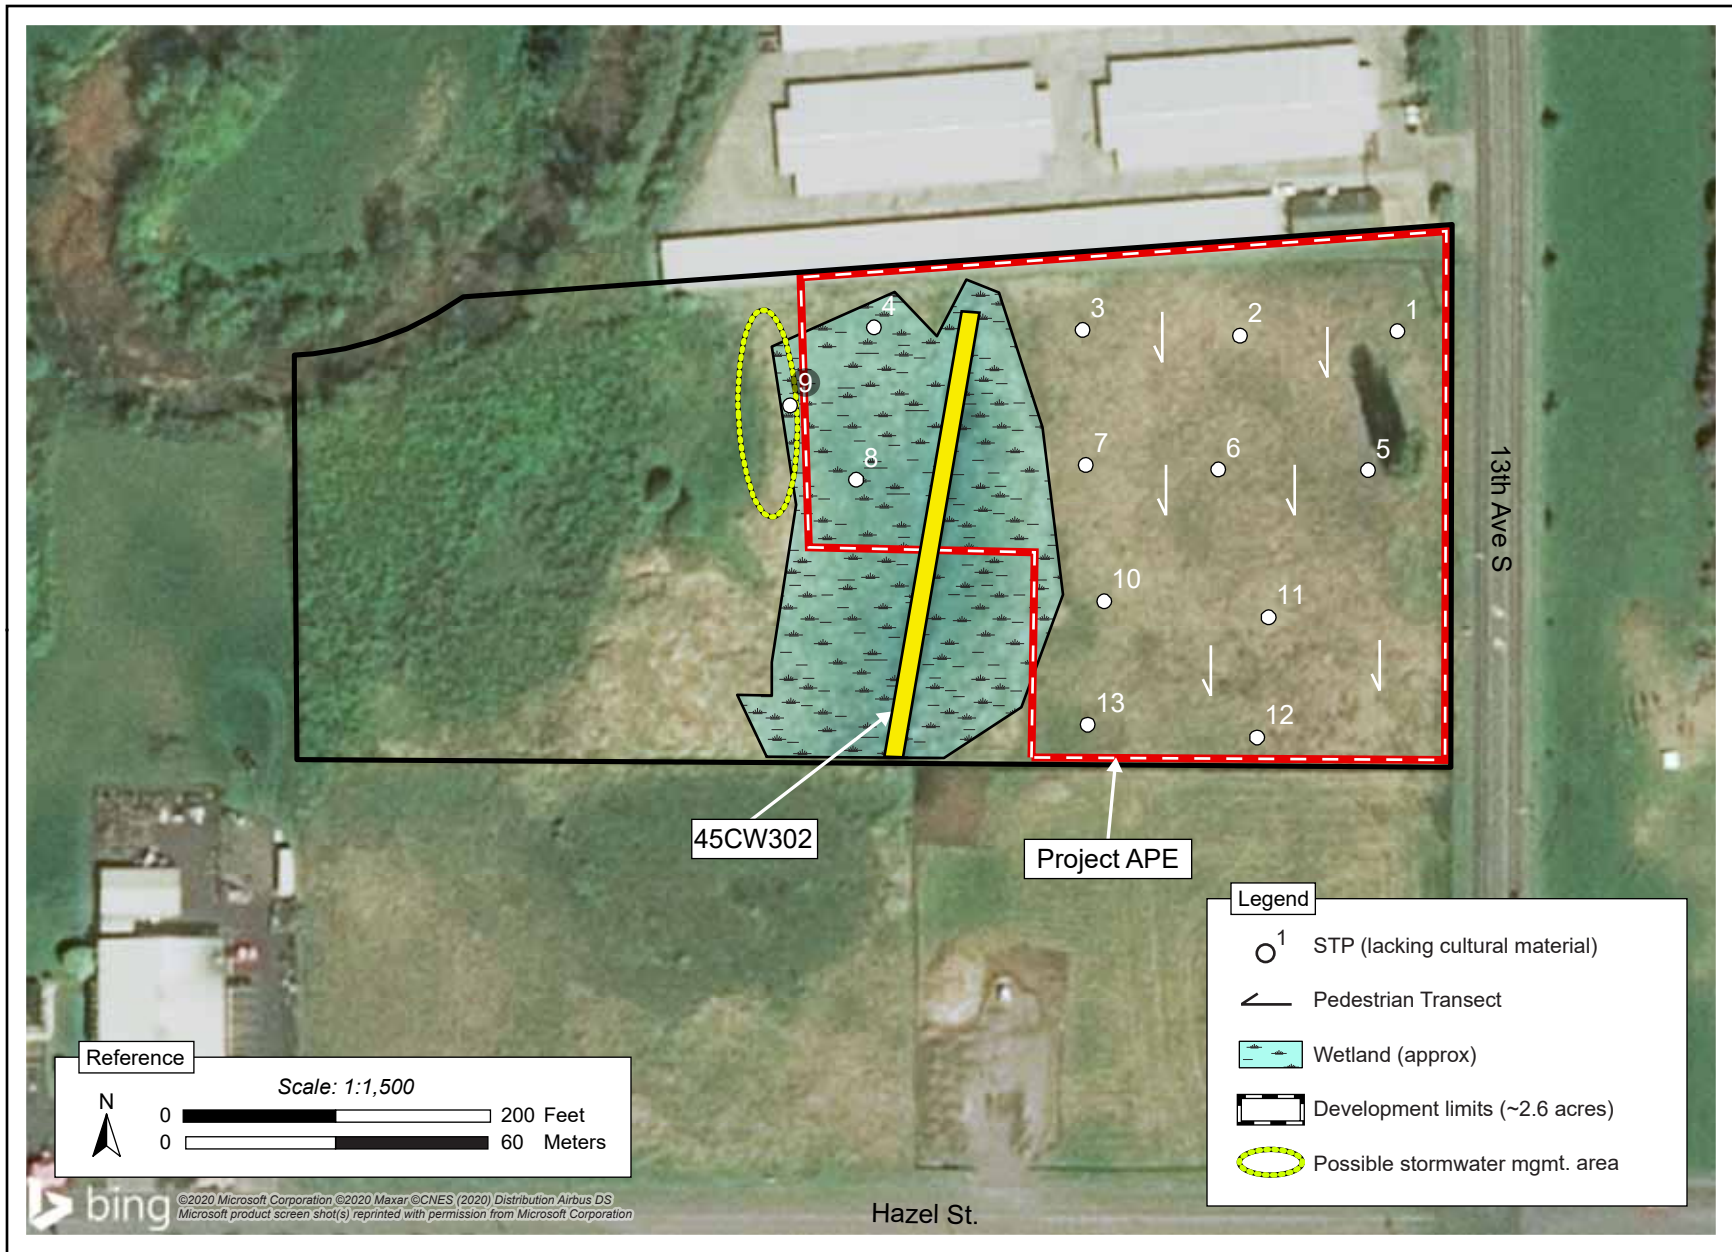 4
3
2
1
9
8
7
6
5
10
11
13
12
13th Ave S
45CW302
Project APE
Legend
1 STP (lacking cultural material)
Pedestrian Transect
Wetland (approx)
Development limits (~2.6 acres)
Possible stormwater mgmt. area
Reference
Scale: 1:1,500
N
0 200 Feet
0 60 Meters
bing
©2020 Microsoft Corporation ©2020 Maxar ©CNES (2020) Distribution Airbus DS
Microsoft product screen shot(s) reprinted with permission from Microsoft Corporation
Hazel St.